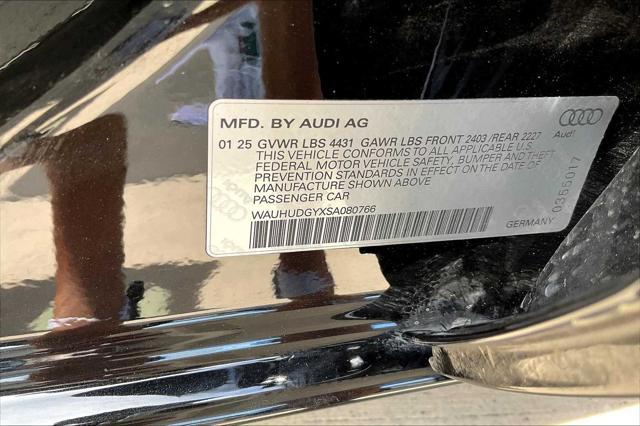 MFD. BY AUDI AG
01 25 GVWR LBS 4431 GAWR LBS FRONT 2403 /REAR 2227
THIS VEHICLE CONFORMS TO ALL APPLICABLE U.S.
FEDERAL MOTOR VEHICLE SAFETY, BUMPER AND THEFT
PREVENTION STANDARDS IN EFFECT ON THE DATE OF
MANUFACTURE SHOWN ABOVE
PASSENGER CAR
WAUHUDGYXSA080766
GERMANY
Audi
0355017